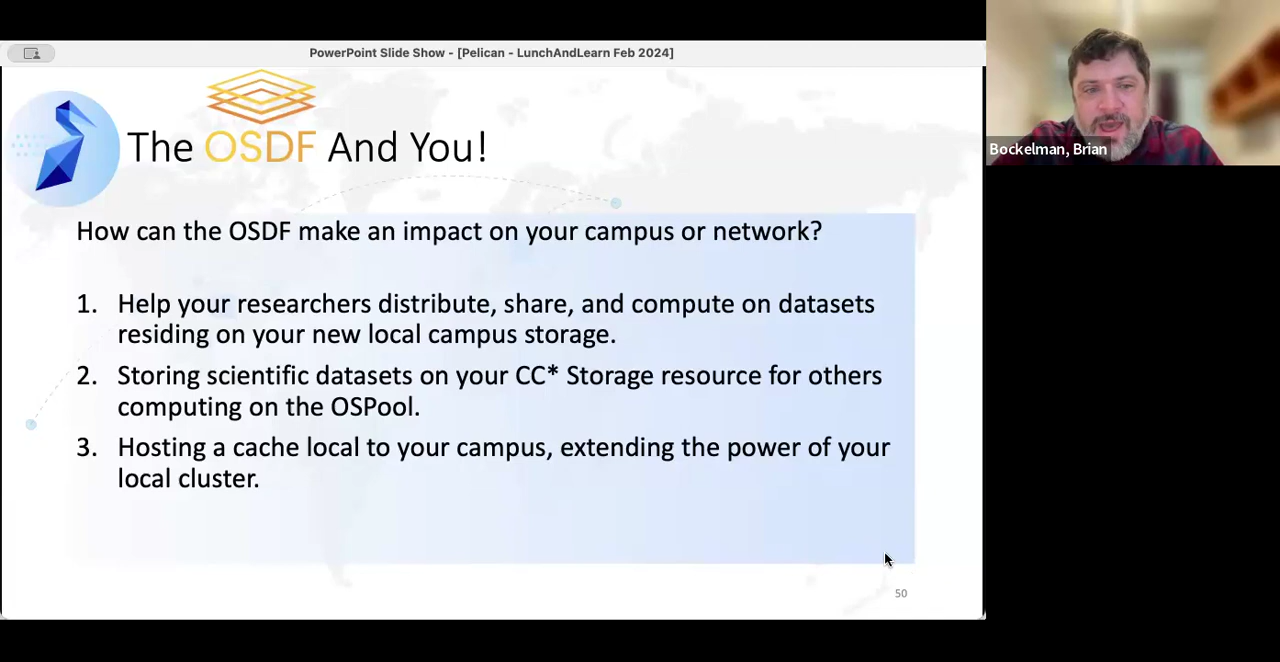 PowerPoint Slide Show - [Pelican - LunchAndLearn Feb 2024]
The OSDF And You!
Bockelman, Brian
How can the OSDF make an impact on your campus or network?
1. Help your researchers distribute, share, and compute on datasets
residing on your new local campus storage.
2. Storing scientific datasets on your CC* Storage resource for others
computing on the OSPool.
3. Hosting a cache local to your campus, extending the power of your
local cluster.
50